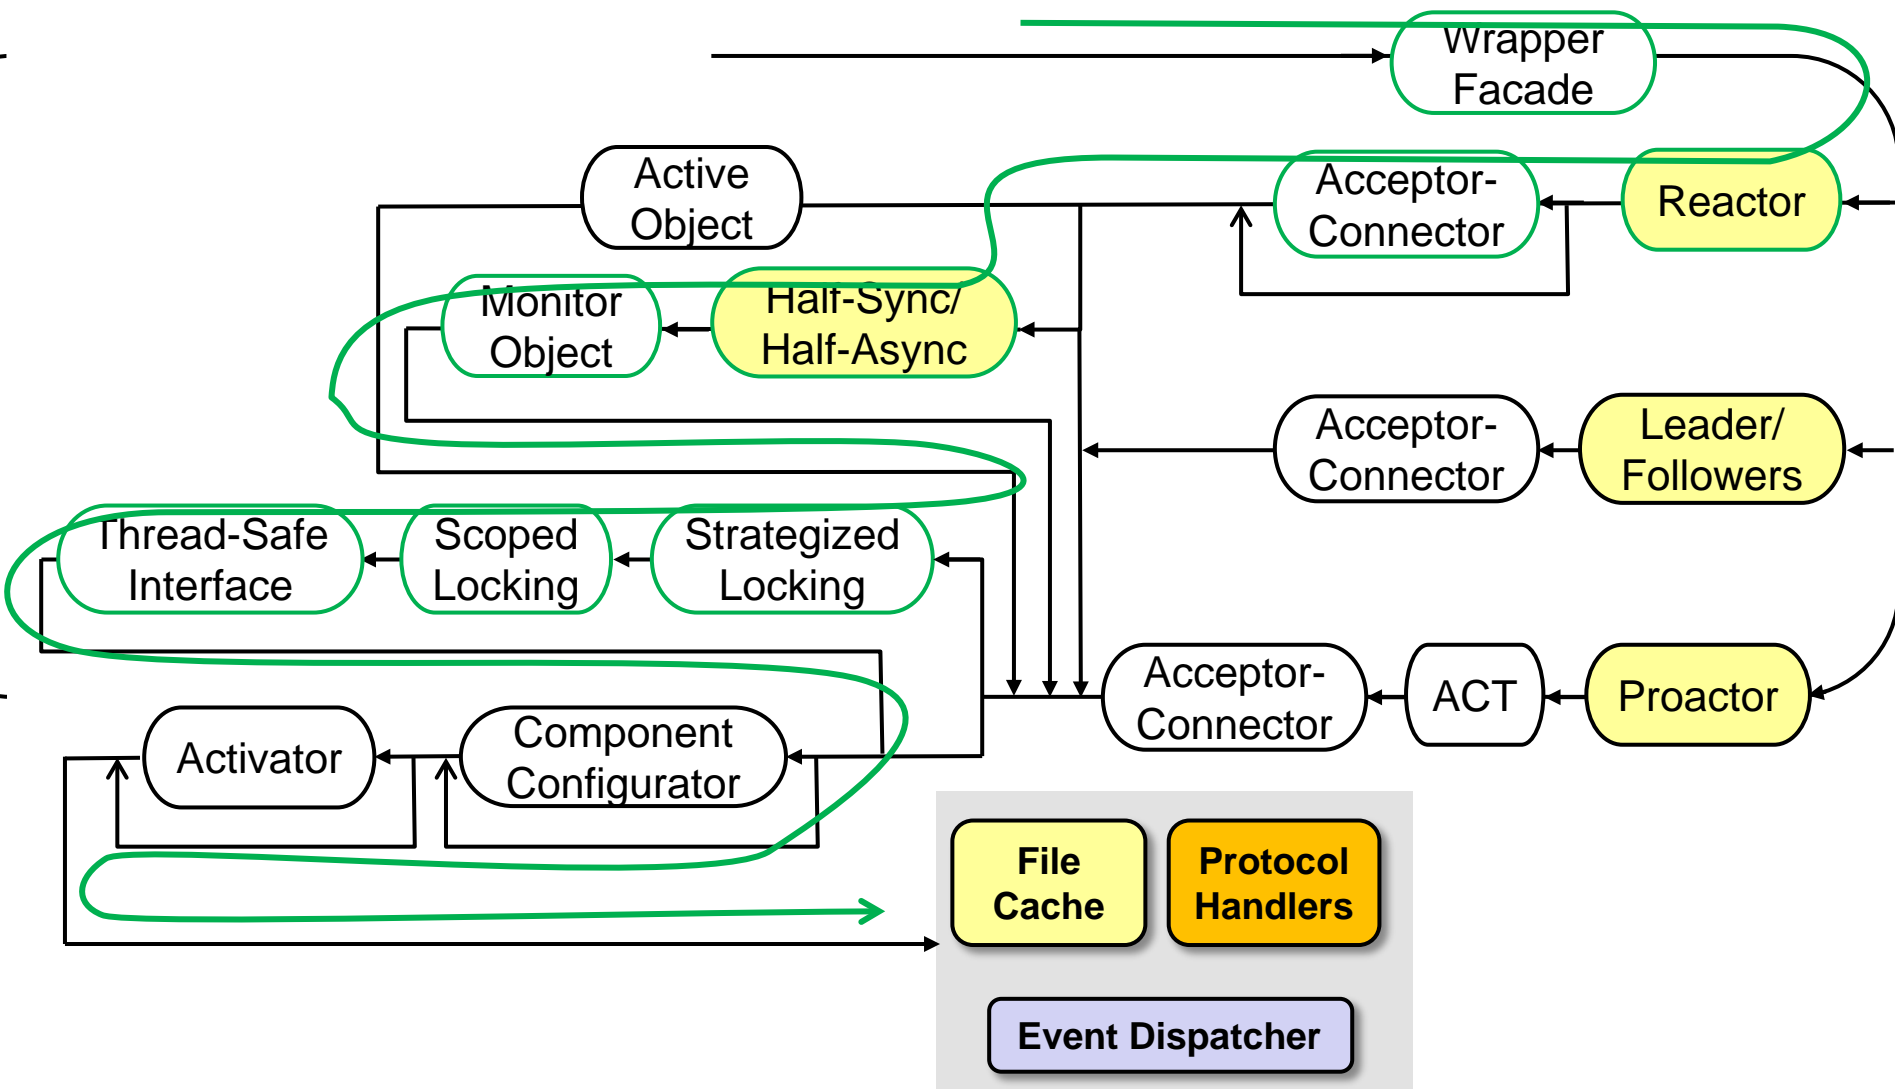 Wrapper
Facade
Active
Object
Acceptor-
Connector
Reactor
Monitor
Object
Half-Sync/
Half-Async
Acceptor-
Connector
Leader/
Followers
Thread-Safe
Interface
Scoped
Locking
Strategized
Locking
Acceptor-
Connector
ACT
Proactor
Activator
Component
Configurator
File
Cache
Protocol
Handlers
Event Dispatcher